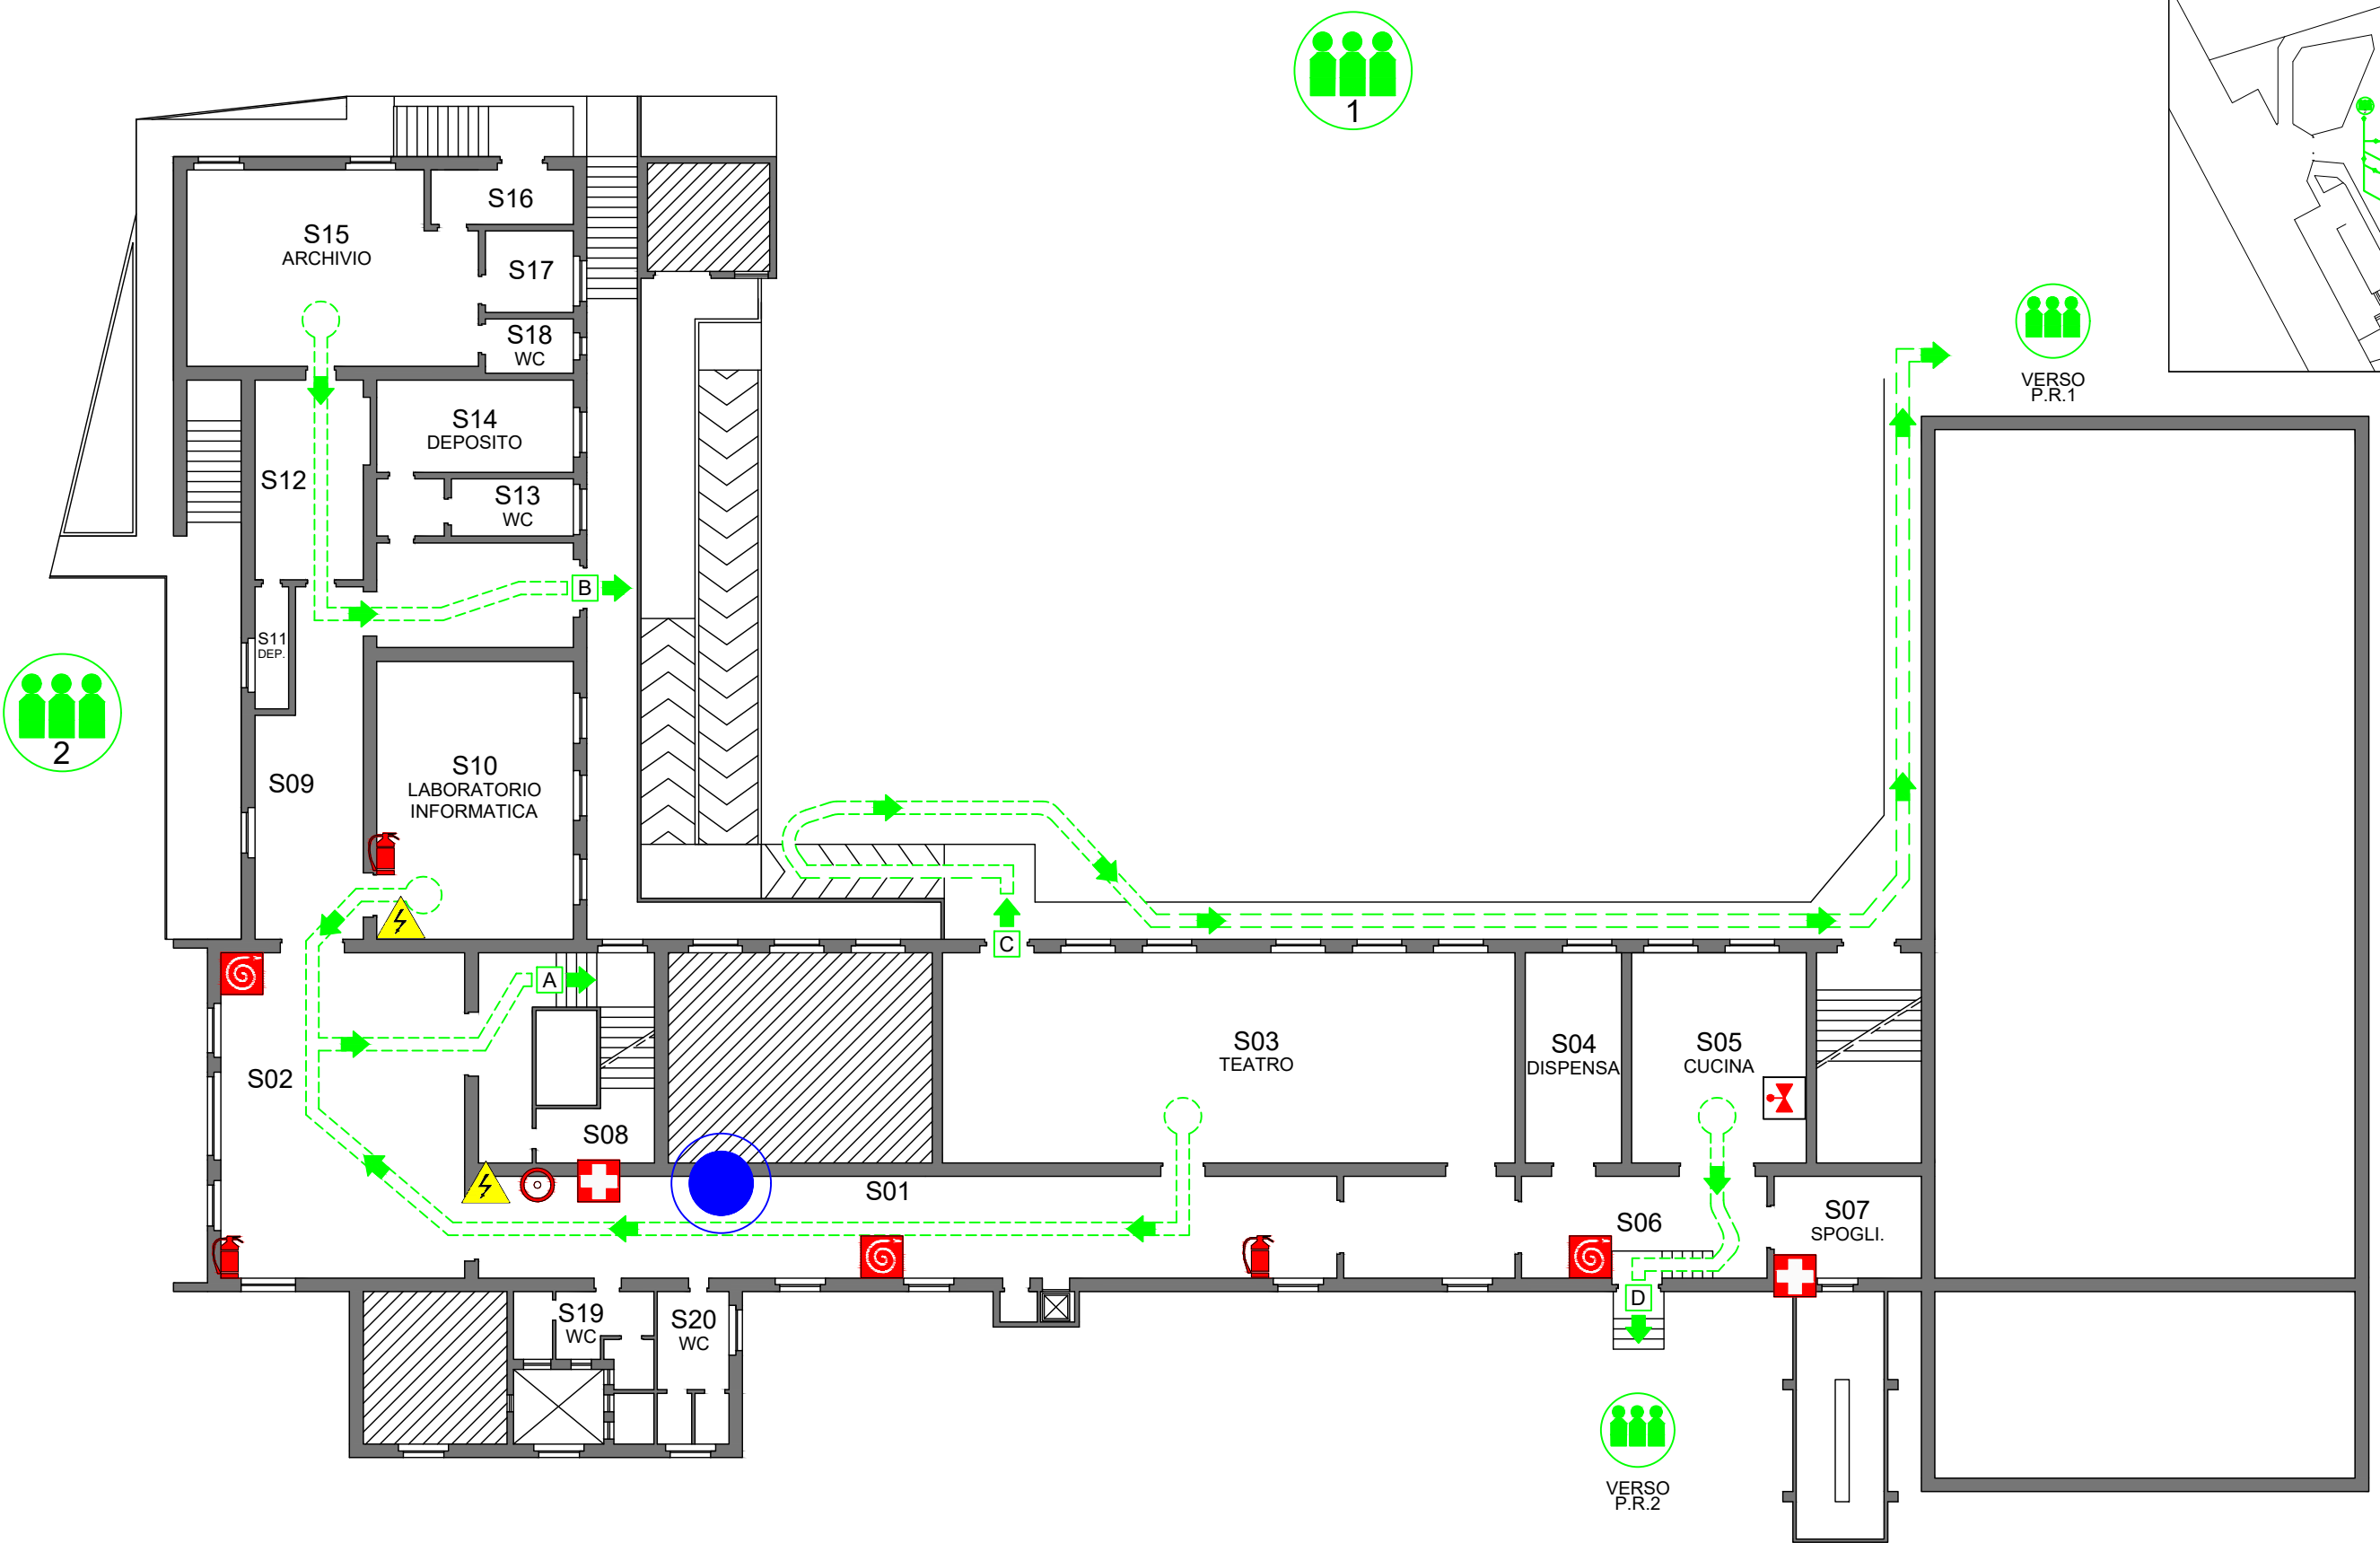 1
S16
S15
ARCHIVIO
S17
S18
WC
VERSO
P.R.1
S14
DEPOSITO
S12
S13
WC
B
S11
DEP.
2
S09
S10
LABORATORIO
INFORMATICA
C
A
S02
S03
TEATRO
S04
DISPENSA
S05
CUCINA
S08
S01
S06
S07
SPOGLI.
D
S19
WC
S20
WC
VERSO
P.R.2